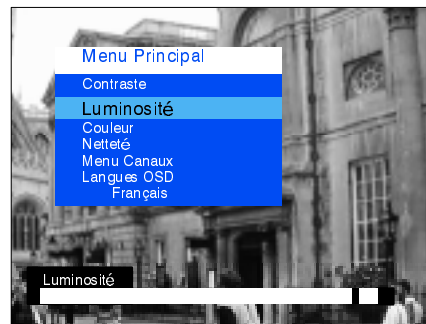 Menu Principal
Contraste
Luminosité
Couleur
Netteté
Menu Canaux
Langues OSD
Français
Luminosité